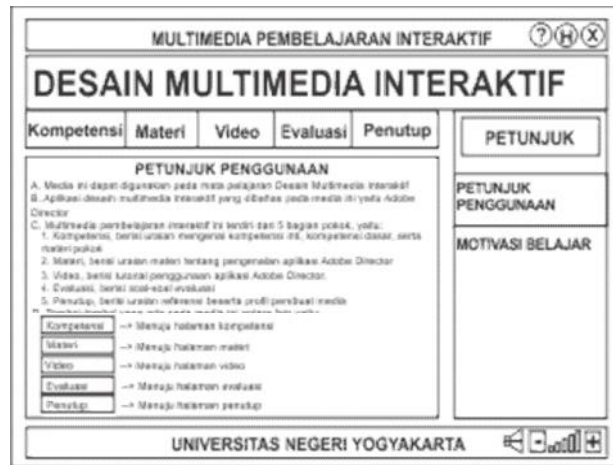 MULTIMEDIA PEMBELAJARAN INTERAKTIF
? H X
DESAIN MULTIMEDIA INTERAKTIF
Kompetensi Materi Video Evaluasi Penutup
PETUNJUK
PETUNJUK PENGGUNAAN
A. Media ini dapat digunakan pada mata pelajaran Desain Multimedia Interaktif
B. Aplikasi desain multimedia interaktif yang dibahas pada media ini yaitu Adobe
Director
C. Multimedia pembelajaran interaktif ini terdiri dari 5 bagian pokok, yaitu:
1. Kompetensi, berisi uraian mengenai kompetensi inti, kompetensi dasar, serta
materi pokok
2. Materi, berisi uraian materi tentang pengenalan aplikasi Adobe Director
3. Video, berisi tutorial penggunaan aplikasi Adobe Director.
4. Evaluasi, berisi soal-soal evaluasi
5. Penutup, berisi uraian referensi beserta profil pembuat media
Kompetensi --> Menuju halaman kompetensi
Materi --> Menuju halaman materi
Video --> Menuju halaman video
Evaluasi --> Menuju halaman evaluasi
Penutup --> Menuju halaman penutup
PETUNJUK
PENGGUNAAN
MOTIVASI BELAJAR
UNIVERSITAS NEGERI YOGYAKARTA
- +